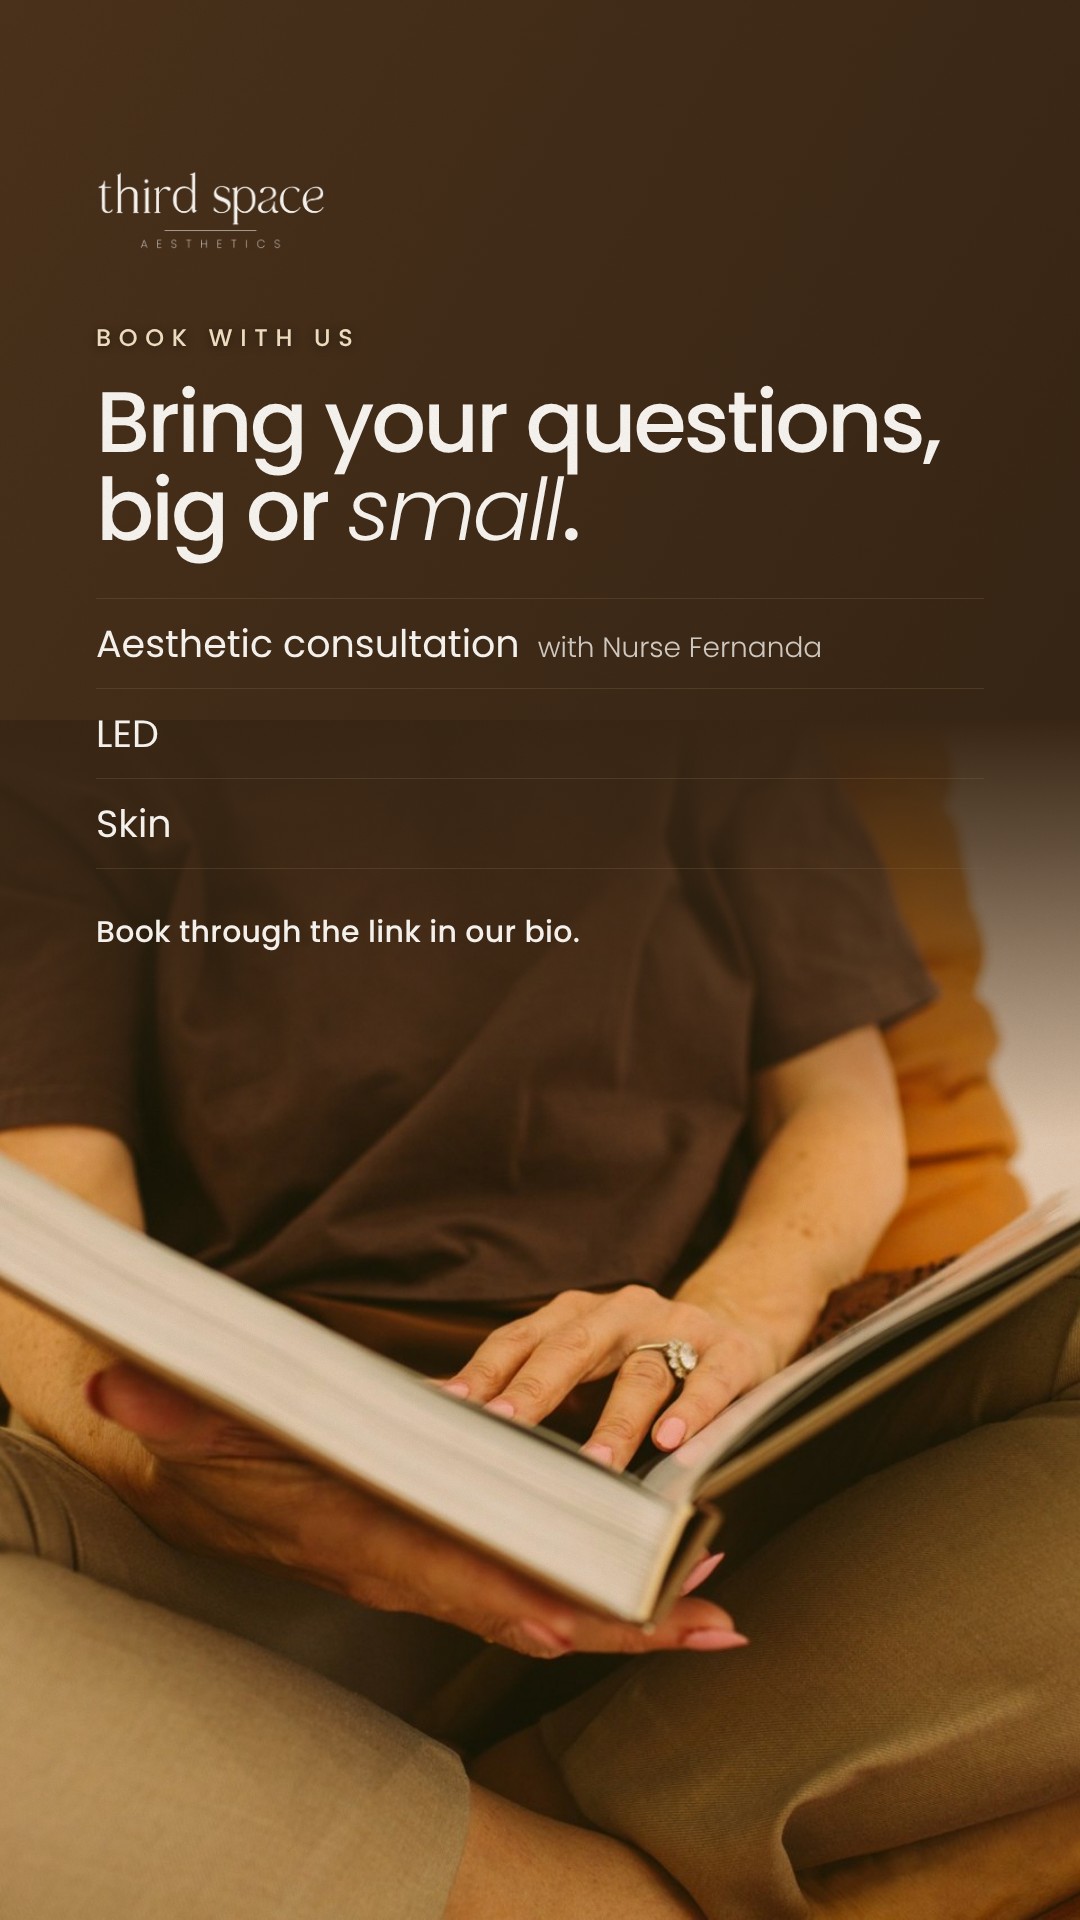 third space
AESTHETICS
BOOK WITH US
Bring your questions,
big or small.
Aesthetic consultation with Nurse Fernanda
LED
Skin
Book through the link in our bio.